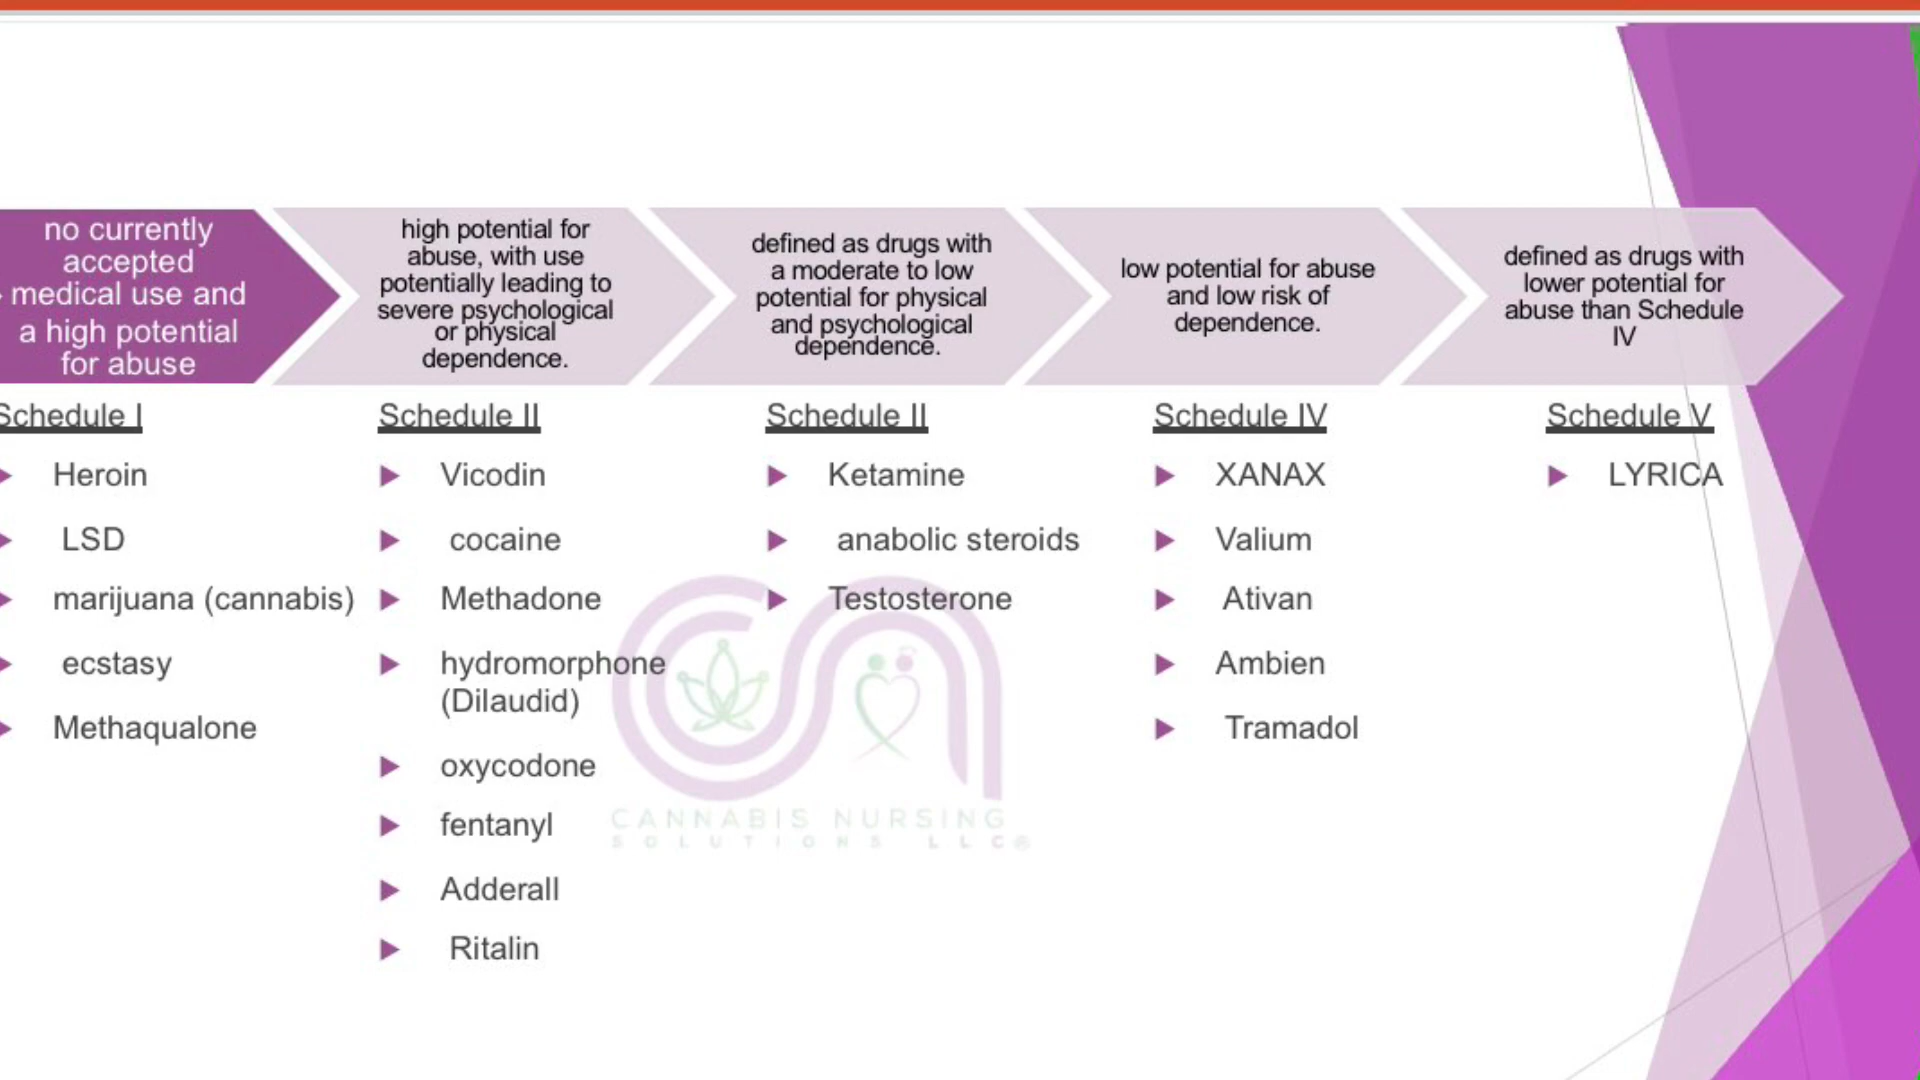 no currently
accepted
medical use and
a high potential
for abuse
high potential for
abuse, with use
potentially leading to
severe psychological
or physical
dependence.
defined as drugs with
a moderate to low
potential for physical
and psychological
dependence.
low potential for abuse
and low risk of
dependence.
defined as drugs with
lower potential for
abuse than Schedule
IV
Schedule I
Heroin
LSD
marijuana (cannabis)
ecstasy
Methaqualone
Schedule II
Vicodin
cocaine
Methadone
hydromorphone
(Dilaudid)
oxycodone
fentanyl
Adderall
Ritalin
Schedule II
Ketamine
anabolic steroids
Testosterone
Schedule IV
XANAX
Valium
Ativan
Ambien
Tramadol
Schedule V
LYRICA
CANNABIS NURSING
SOLUTIONS LLC®